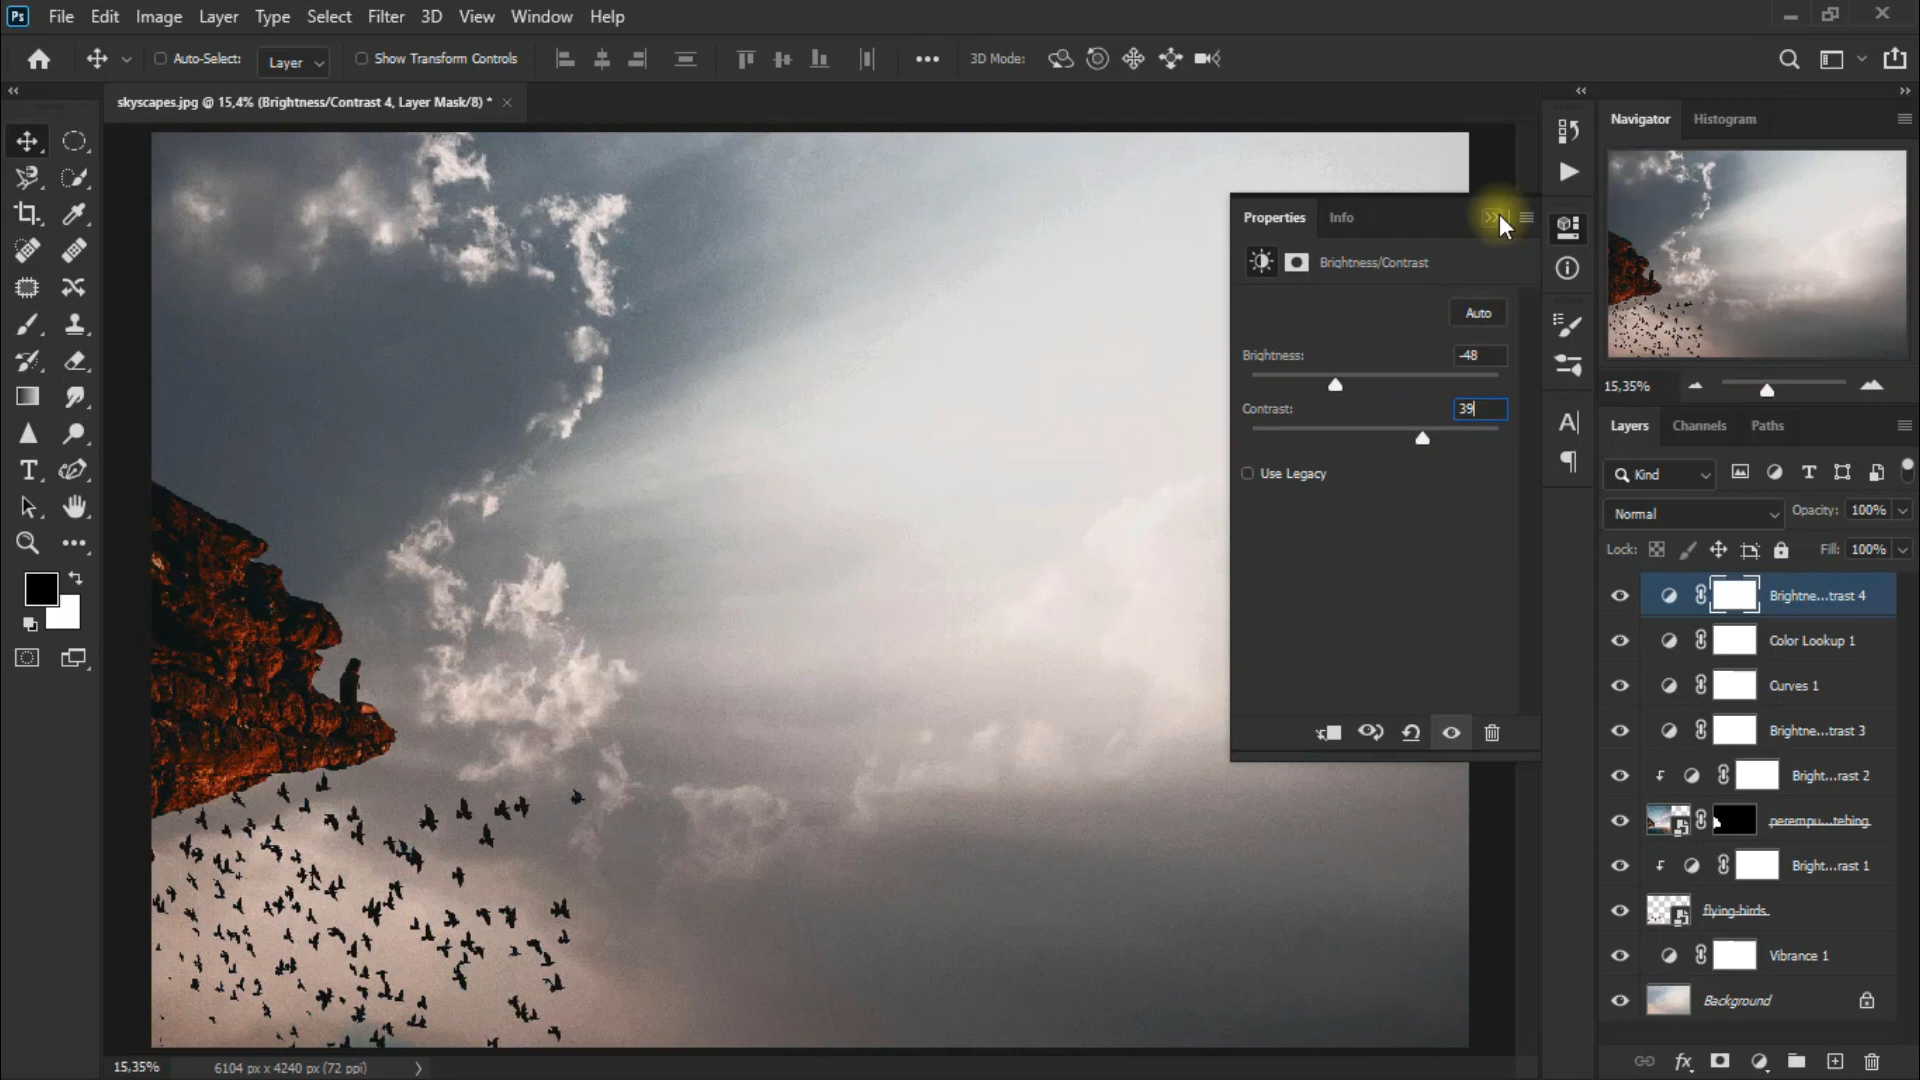 Ps File Edit Image Layer Type Select Filter 3D View Window Help
Auto-Select: Layer Show Transform Controls 3D Mode:
skyscapes.jpg @ 15,4% (Brightness/Contrast 4, Layer Mask/8) *
Navigator Histogram
Properties Info
Brightness/Contrast
Auto
Brightness: -48
Contrast: 39
Use Legacy
15,35%
Layers Channels Paths
Kind
Normal Opacity: 100%
Lock: Fill: 100%
Brightne...trast 4
Color Lookup 1
Curves 1
Brightne...trast 3
Bright...rast 2
perempu....tebing
Bright...rast 1
flying-birds
Vibrance 1
Background
15,35% 6104 px x 4240 px (72 ppi)